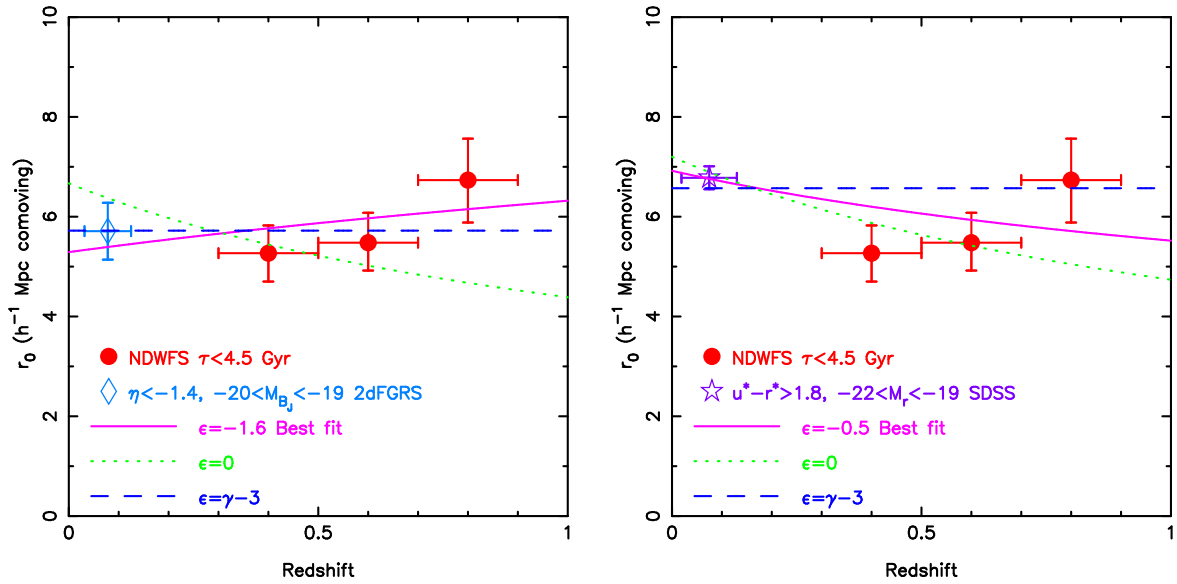 10
8
6
4
2
0
r₀ (h⁻¹ Mpc comoving)
NDWFS τ<4.5 Gyr
η<−1.4, −20<M_{B_J}<−19 2dFGRS
ϵ=−1.6 Best fit
ϵ=0
ϵ=γ−3
0 0.5 1
Redshift
10
8
6
4
2
0
r₀ (h⁻¹ Mpc comoving)
NDWFS τ<4.5 Gyr
u*−r*>1.8, −22<M_r<−19 SDSS
ϵ=−0.5 Best fit
ϵ=0
ϵ=γ−3
0 0.5 1
Redshift